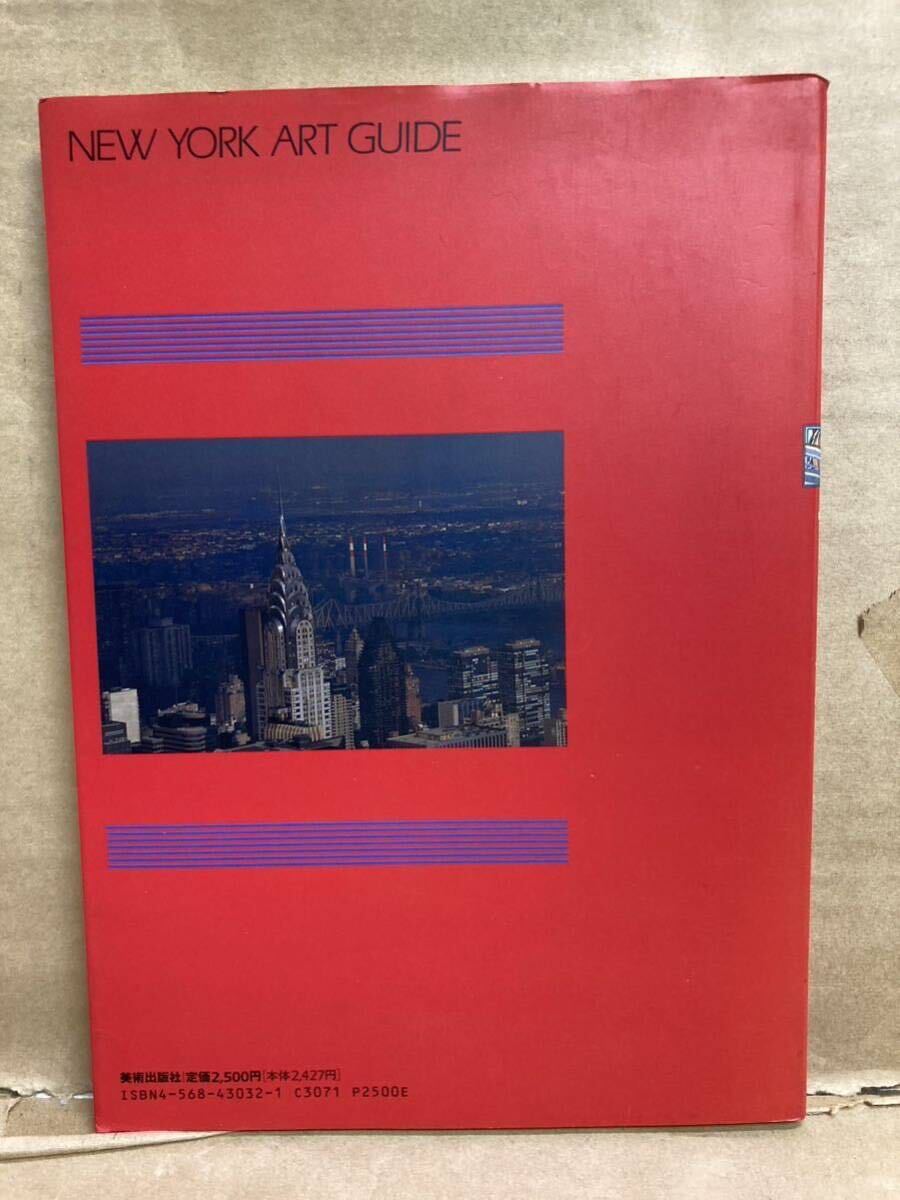 NEW YORK ART GUIDE
美術出版社|定価2,500円[本体2,427円]
ISBN4-568-43032-1 C3071 P2500E